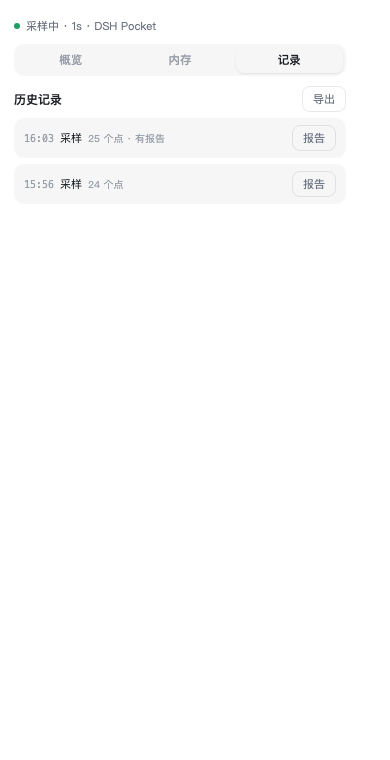 采样中 · 1s · DSH Pocket
概览 内存 记录
历史记录 导出
16:03 采样 25 个点 · 有报告 报告
15:56 采样 24 个点 报告